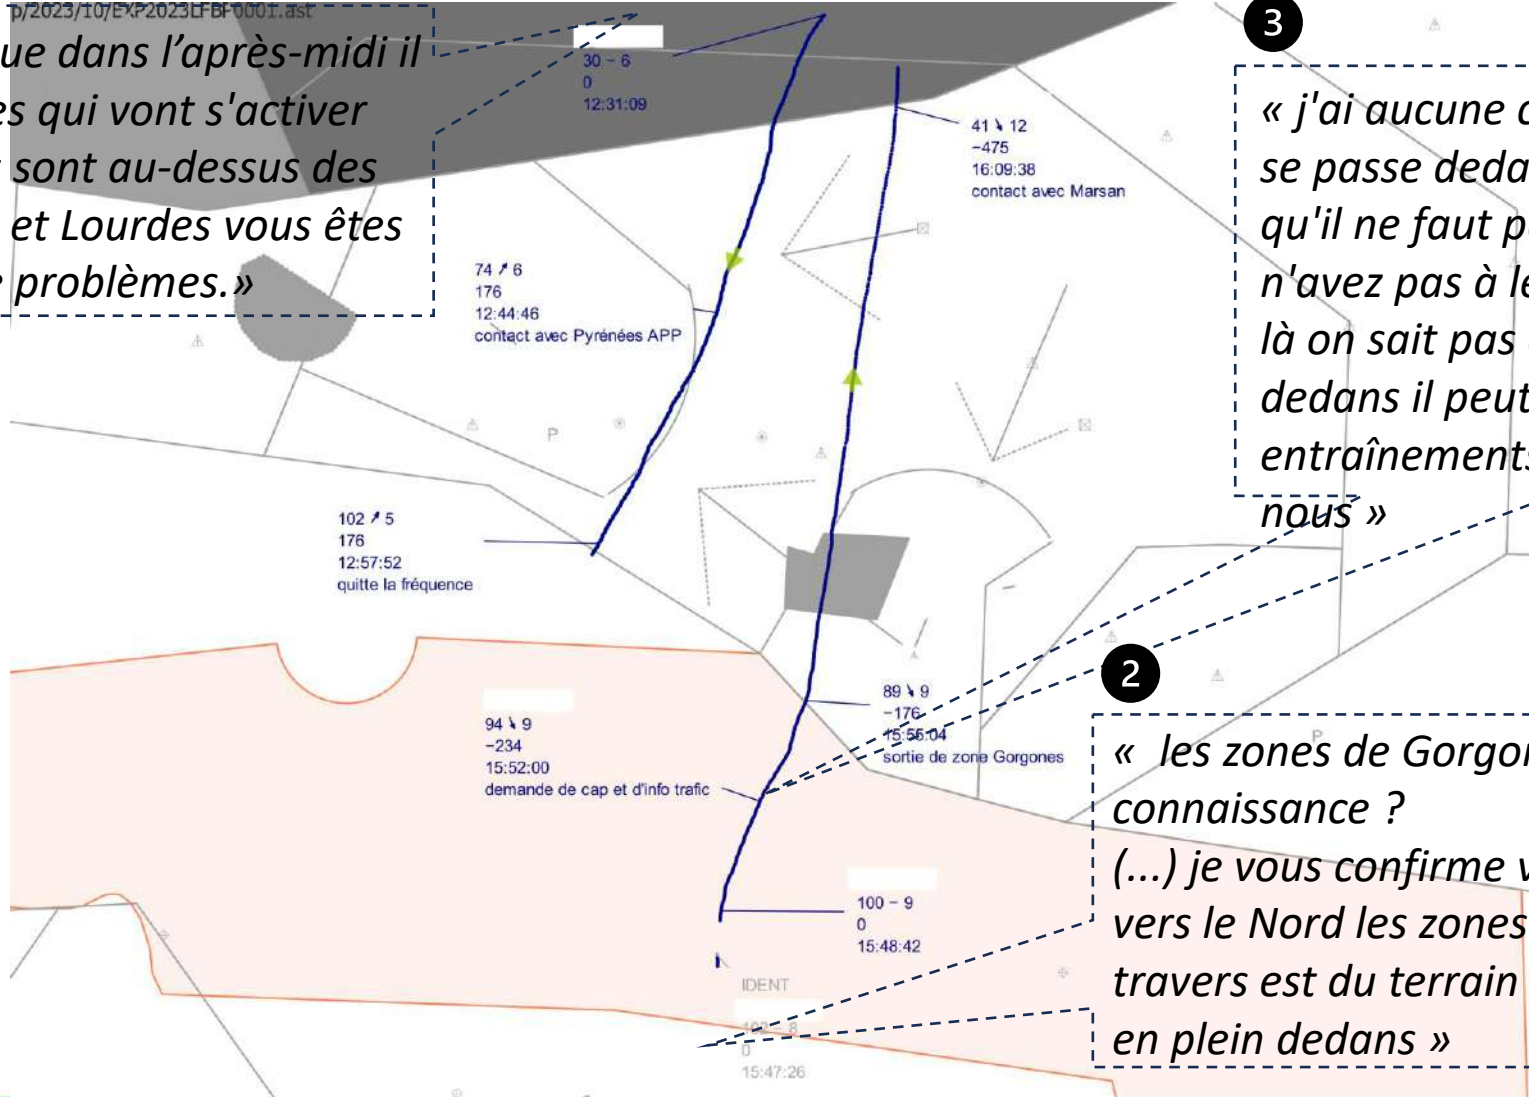 p/2023/10/EXP2023LFBF0001.ast
ue dans l’après-midi il
es qui vont s'activer
sont au-dessus des
et Lourdes vous êtes
problèmes.»
30 – 6
0
12:31:09
41 ↘ 12
−475
16:09:38
contact avec Marsan
74 ↗ 6
176
12:44:46
contact avec Pyrénées APP
P
102 ↗ 5
176
12:57:52
quitte la fréquence
3
« j'ai aucune
se passe deda
qu'il ne faut p
n'avez pas à le
là on sait pas
dedans il peut
entraînements
nous »
94 ↘ 9
−234
15:52:00
demande de cap et d'info trafic
89 ↘ 9
−176
15:55:04
sortie de zone Gorgones
P
100 – 9
0
15:48:42
IDENT
102 – 8
0
15:47:26
2
« les zones de Gorgon
connaissance ?
(...) je vous confirme v
vers le Nord les zones
travers est du terrain
en plein dedans »